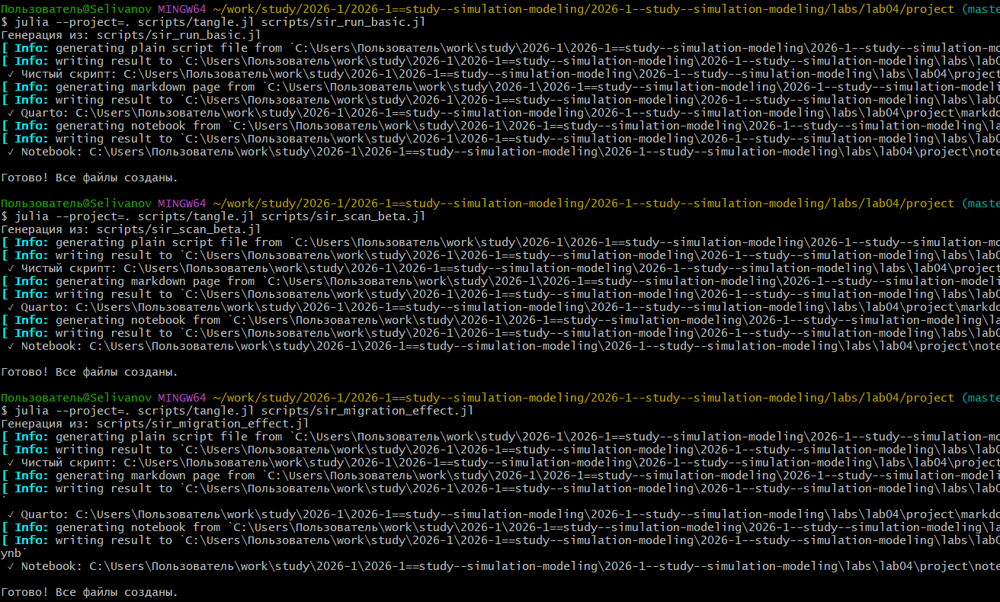 Пользователь@Selivanov MINGW64 ~/work/study/2026-1/2026-1==study--simulation-modeling/2026-1--study--simulation-modeling/labs/lab04/project (maste
$ julia --project=. scripts/tangle.jl scripts/sir_run_basic.jl
Генерация из: scripts/sir_run_basic.jl
[ Info: generating plain script file from `C:\Users\Пользователь\work\study\2026-1\2026-1==study--simulation-modeling\2026-1--study--simulation-mo
[ Info: writing result to `C:\Users\Пользователь\work\study\2026-1\2026-1==study--simulation-modeling\2026-1--study--simulation-modeling\labs\lab0
✓ Чистый скрипт: C:\Users\Пользователь\work\study\2026-1\2026-1==study--simulation-modeling\2026-1--study--simulation-modeling\labs\lab04\project
[ Info: generating markdown page from `C:\Users\Пользователь\work\study\2026-1\2026-1==study--simulation-modeling\2026-1--study--simulation-modeli
[ Info: writing result to `C:\Users\Пользователь\work\study\2026-1\2026-1==study--simulation-modeling\2026-1--study--simulation-modeling\labs\lab0
✓ Quarto: C:\Users\Пользователь\work\study\2026-1\2026-1==study--simulation-modeling\2026-1--study--simulation-modeling\labs\lab04\project\markdo
[ Info: generating notebook from `C:\Users\Пользователь\work\study\2026-1\2026-1==study--simulation-modeling\2026-1--study--simulation-modeling\la
[ Info: writing result to `C:\Users\Пользователь\work\study\2026-1\2026-1==study--simulation-modeling\2026-1--study--simulation-modeling\labs\lab0
✓ Notebook: C:\Users\Пользователь\work\study\2026-1\2026-1==study--simulation-modeling\2026-1--study--simulation-modeling\labs\lab04\project\note
Готово! Все файлы созданы.
Пользователь@Selivanov MINGW64 ~/work/study/2026-1/2026-1==study--simulation-modeling/2026-1--study--simulation-modeling/labs/lab04/project (maste
$ julia --project=. scripts/tangle.jl scripts/sir_scan_beta.jl
Генерация из: scripts/sir_scan_beta.jl
[ Info: generating plain script file from `C:\Users\Пользователь\work\study\2026-1\2026-1==study--simulation-modeling\2026-1--study--simulation-mo
[ Info: writing result to `C:\Users\Пользователь\work\study\2026-1\2026-1==study--simulation-modeling\2026-1--study--simulation-modeling\labs\lab0
✓ Чистый скрипт: C:\Users\Пользователь\work\study\2026-1\2026-1==study--simulation-modeling\2026-1--study--simulation-modeling\labs\lab04\project
[ Info: generating markdown page from `C:\Users\Пользователь\work\study\2026-1\2026-1==study--simulation-modeling\2026-1--study--simulation-modeli
[ Info: writing result to `C:\Users\Пользователь\work\study\2026-1\2026-1==study--simulation-modeling\2026-1--study--simulation-modeling\labs\lab0
✓ Quarto: C:\Users\Пользователь\work\study\2026-1\2026-1==study--simulation-modeling\2026-1--study--simulation-modeling\labs\lab04\project\markdo
[ Info: generating notebook from `C:\Users\Пользователь\work\study\2026-1\2026-1==study--simulation-modeling\2026-1--study--simulation-modeling\la
[ Info: writing result to `C:\Users\Пользователь\work\study\2026-1\2026-1==study--simulation-modeling\2026-1--study--simulation-modeling\labs\lab0
✓ Notebook: C:\Users\Пользователь\work\study\2026-1\2026-1==study--simulation-modeling\2026-1--study--simulation-modeling\labs\lab04\project\note
Готово! Все файлы созданы.
Пользователь@Selivanov MINGW64 ~/work/study/2026-1/2026-1==study--simulation-modeling/2026-1--study--simulation-modeling/labs/lab04/project (maste
$ julia --project=. scripts/tangle.jl scripts/sir_migration_effect.jl
Генерация из: scripts/sir_migration_effect.jl
[ Info: generating plain script file from `C:\Users\Пользователь\work\study\2026-1\2026-1==study--simulation-modeling\2026-1--study--simulation-mo
[ Info: writing result to `C:\Users\Пользователь\work\study\2026-1\2026-1==study--simulation-modeling\2026-1--study--simulation-modeling\labs\lab0
✓ Чистый скрипт: C:\Users\Пользователь\work\study\2026-1\2026-1==study--simulation-modeling\2026-1--study--simulation-modeling\labs\lab04\project
[ Info: generating markdown page from `C:\Users\Пользователь\work\study\2026-1\2026-1==study--simulation-modeling\2026-1--study--simulation-modeli
[ Info: writing result to `C:\Users\Пользователь\work\study\2026-1\2026-1==study--simulation-modeling\2026-1--study--simulation-modeling\labs\lab0
`
✓ Quarto: C:\Users\Пользователь\work\study\2026-1\2026-1==study--simulation-modeling\2026-1--study--simulation-modeling\labs\lab04\project\markdo
[ Info: generating notebook from `C:\Users\Пользователь\work\study\2026-1\2026-1==study--simulation-modeling\2026-1--study--simulation-modeling\la
[ Info: writing result to `C:\Users\Пользователь\work\study\2026-1\2026-1==study--simulation-modeling\2026-1--study--simulation-modeling\labs\lab0
ynb`
✓ Notebook: C:\Users\Пользователь\work\study\2026-1\2026-1==study--simulation-modeling\2026-1--study--simulation-modeling\labs\lab04\project\note
Готово! Все файлы созданы.